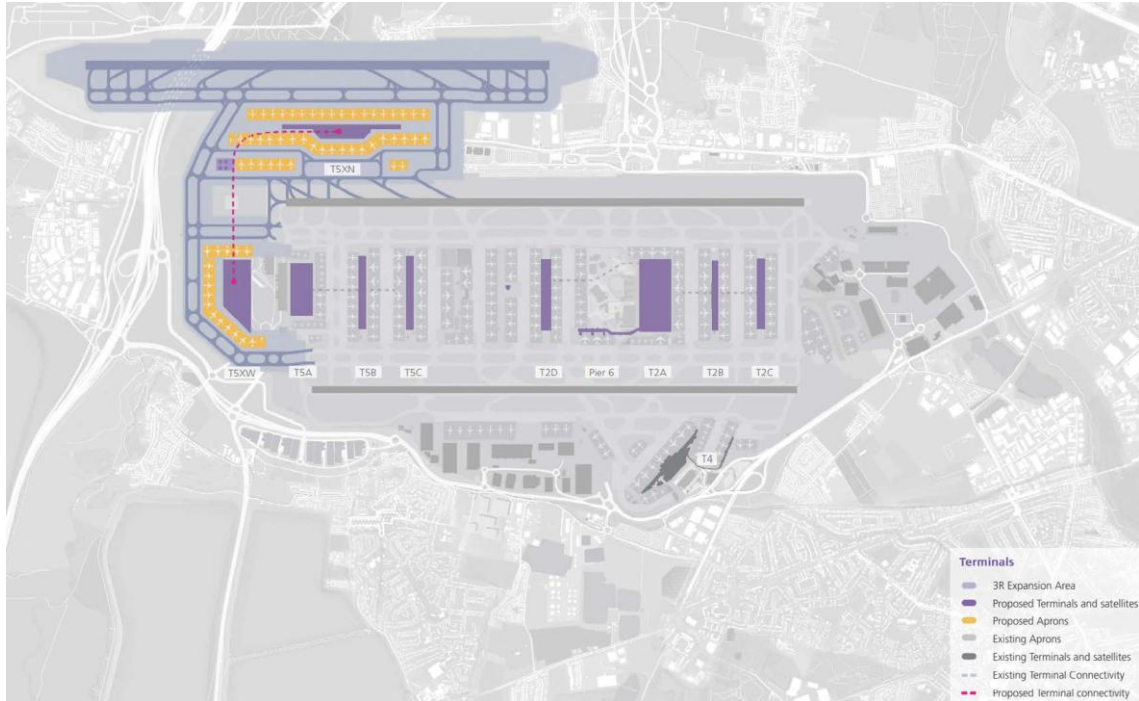 T5XN
T5XW
T5A
T5B
T5C
T2D
Pier 6
T2A
T2B
T2C
T4
Terminals
3R Expansion Area
Proposed Terminals and satellites
Proposed Aprons
Existing Aprons
Existing Terminals and satellites
Existing Terminal Connectivity
Proposed Terminal connectivity